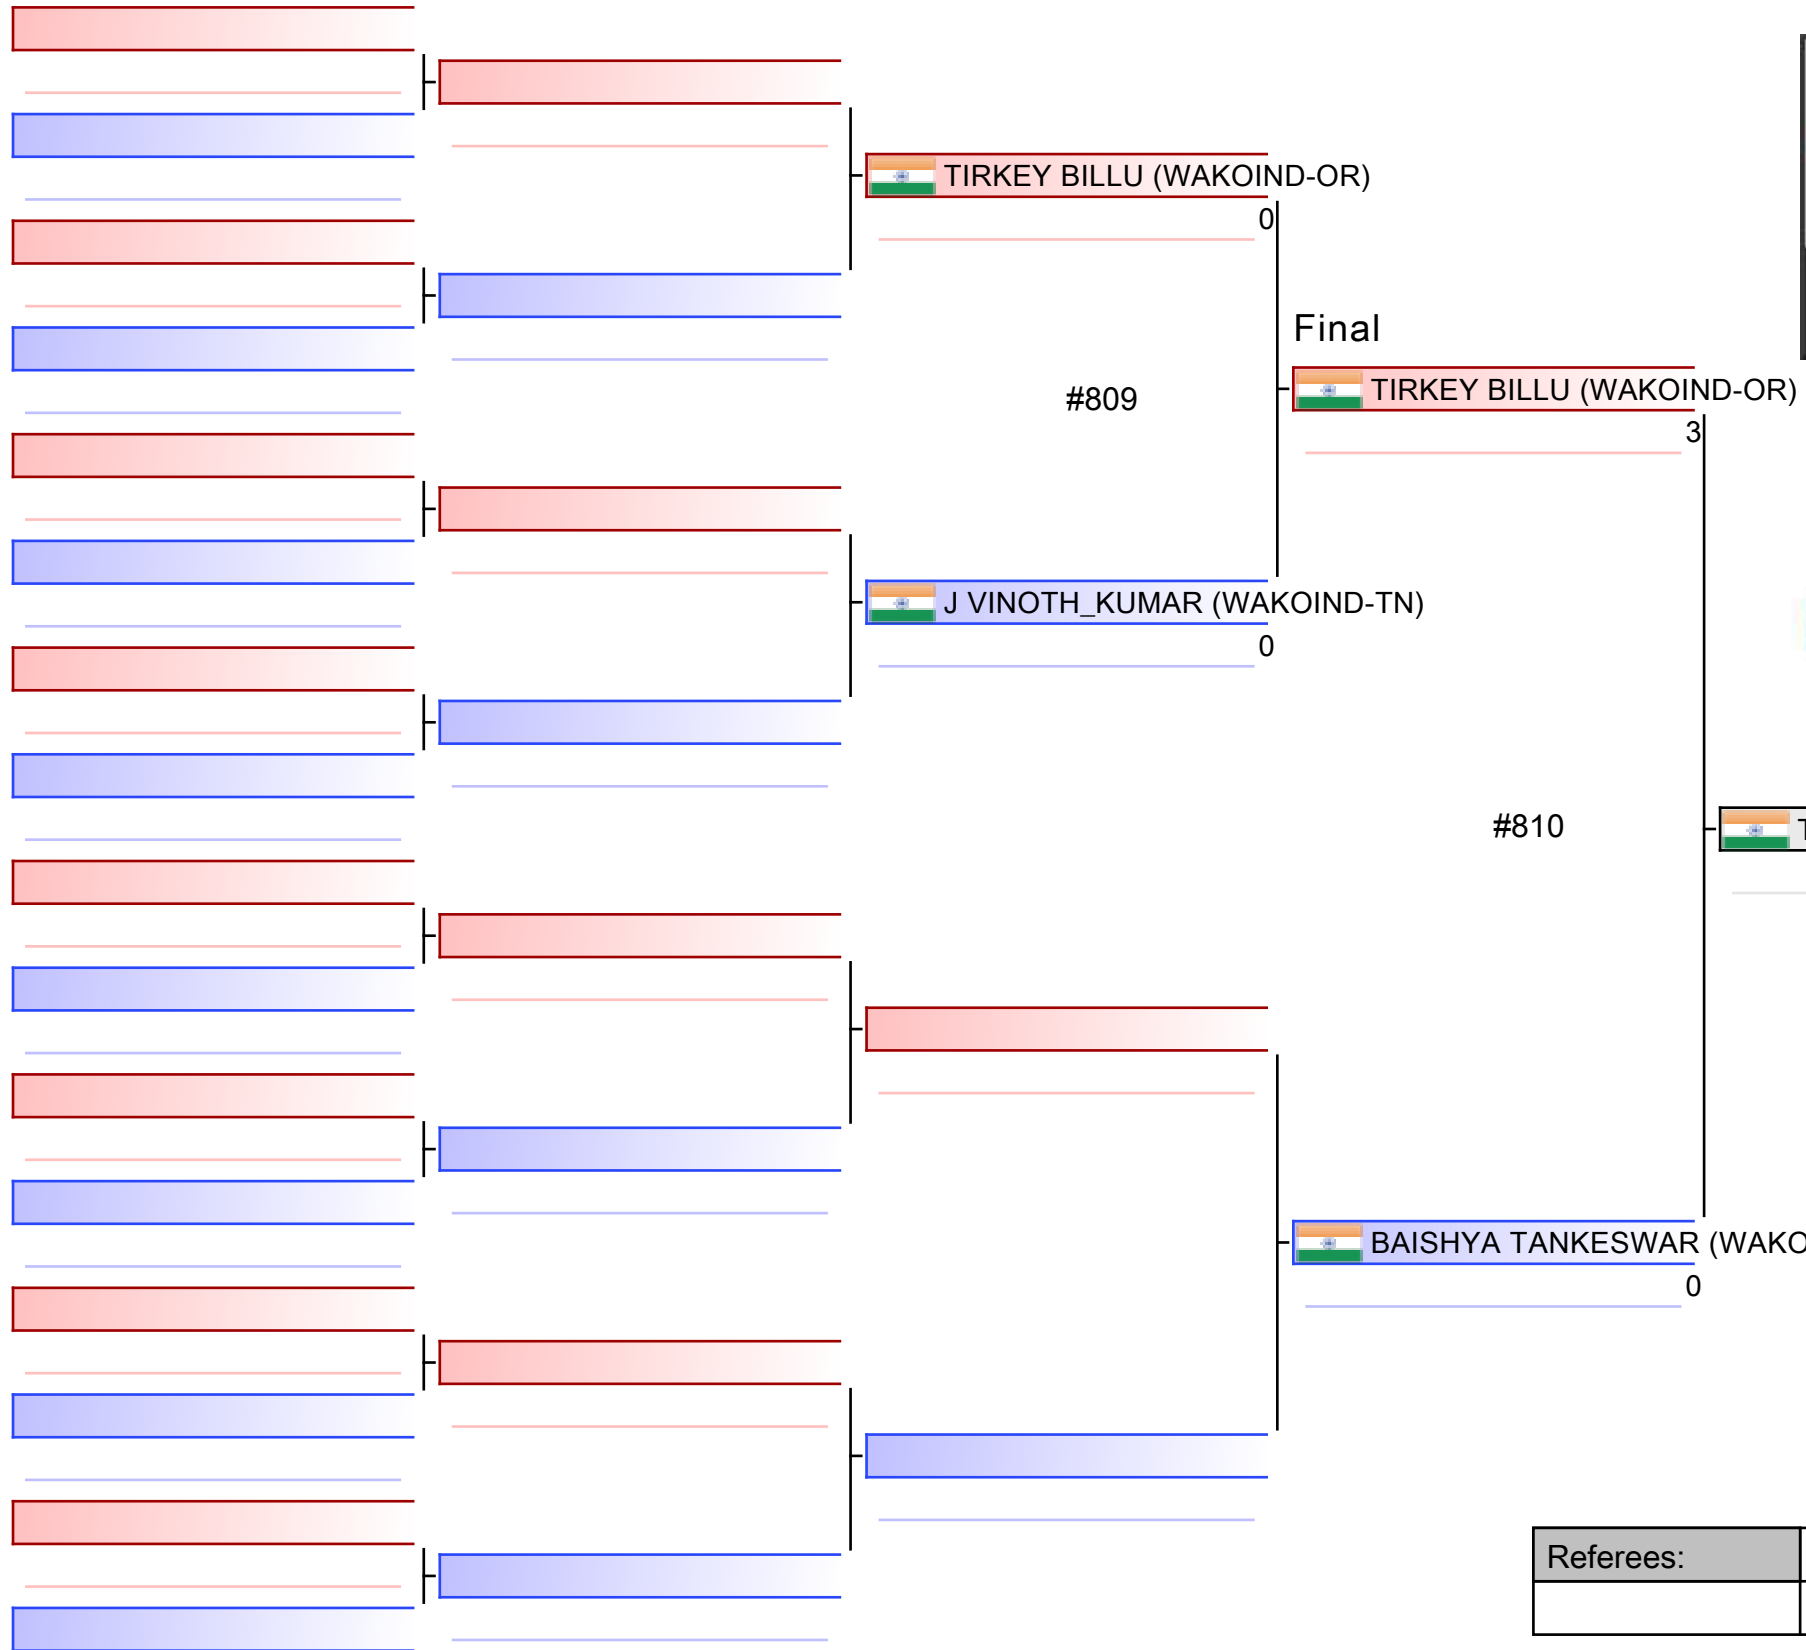 TIRKEY BILLU (WAKOIND-OR)
0
Final
#809
TIRKEY BILLU (WAKOIND-OR)
3
J VINOTH_KUMAR (WAKOIND-TN)
0
#810
BAISHYA TANKESWAR (WAKO
0
Referees: